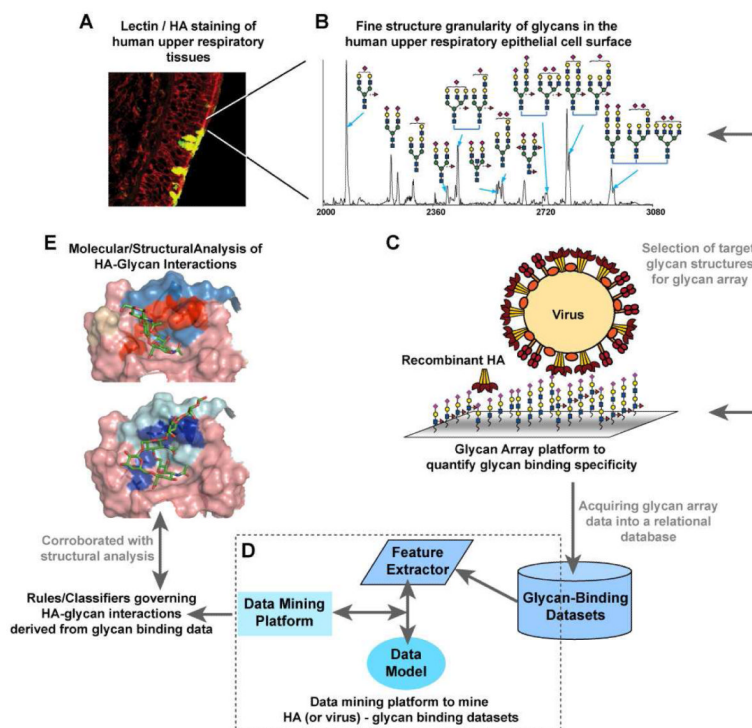 A
Lectin / HA staining of
human upper respiratory
tissues
B
Fine structure granularity of glycans in the
human upper respiratory epithelial cell surface
2000
2360
2720
3080
C
Selection of target
glycan structures
for glycan array
Virus
Recombinant HA
Glycan Array platform to
quantify glycan binding specificity
Acquiring glycan array
data into a relational
database
E
Molecular/StructuralAnalysis of
HA-Glycan Interactions
Corroborated with
structural analysis
Rules/Classifiers governing
HA-glycan interactions
derived from glycan binding data
D
Feature
Extractor
Data Mining
Platform
Data
Model
Glycan-Binding
Datasets
Data mining platform to mine
HA (or virus) - glycan binding datasets